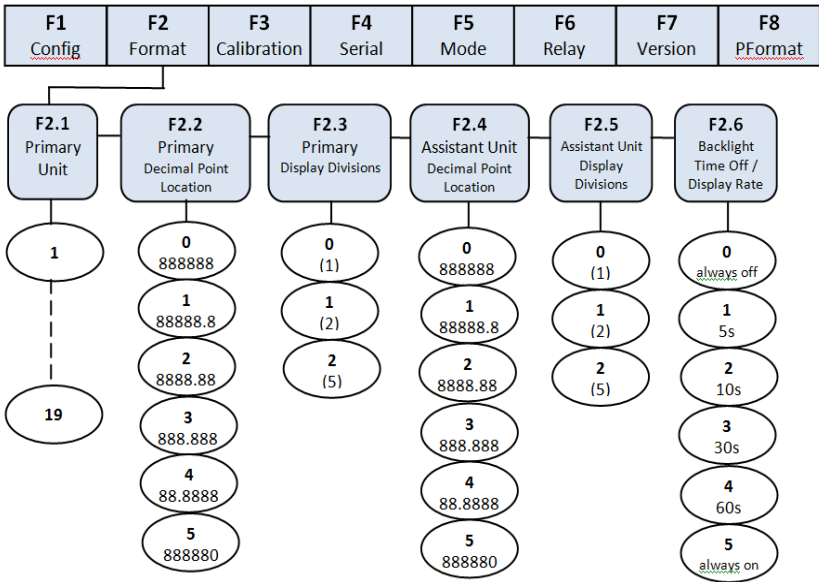 F1 F2 F3 F4 F5 F6 F7 F8
Config Format Calibration Serial Mode Relay Version PFormat
F2.1
Primary
Unit
F2.2
Primary
Decimal Point
Location
F2.3
Primary
Display Divisions
F2.4
Assistant Unit
Decimal Point
Location
F2.5
Assistant Unit
Display
Divisions
F2.6
Backlight
Time Off /
Display Rate
1
19
0
888888
1
88888.8
2
8888.88
3
888.888
4
88.8888
5
888880
0
(1)
1
(2)
2
(5)
0
888888
1
88888.8
2
8888.88
3
888.888
4
88.8888
5
888880
0
(1)
1
(2)
2
(5)
0
always off
1
5s
2
10s
3
30s
4
60s
5
always on